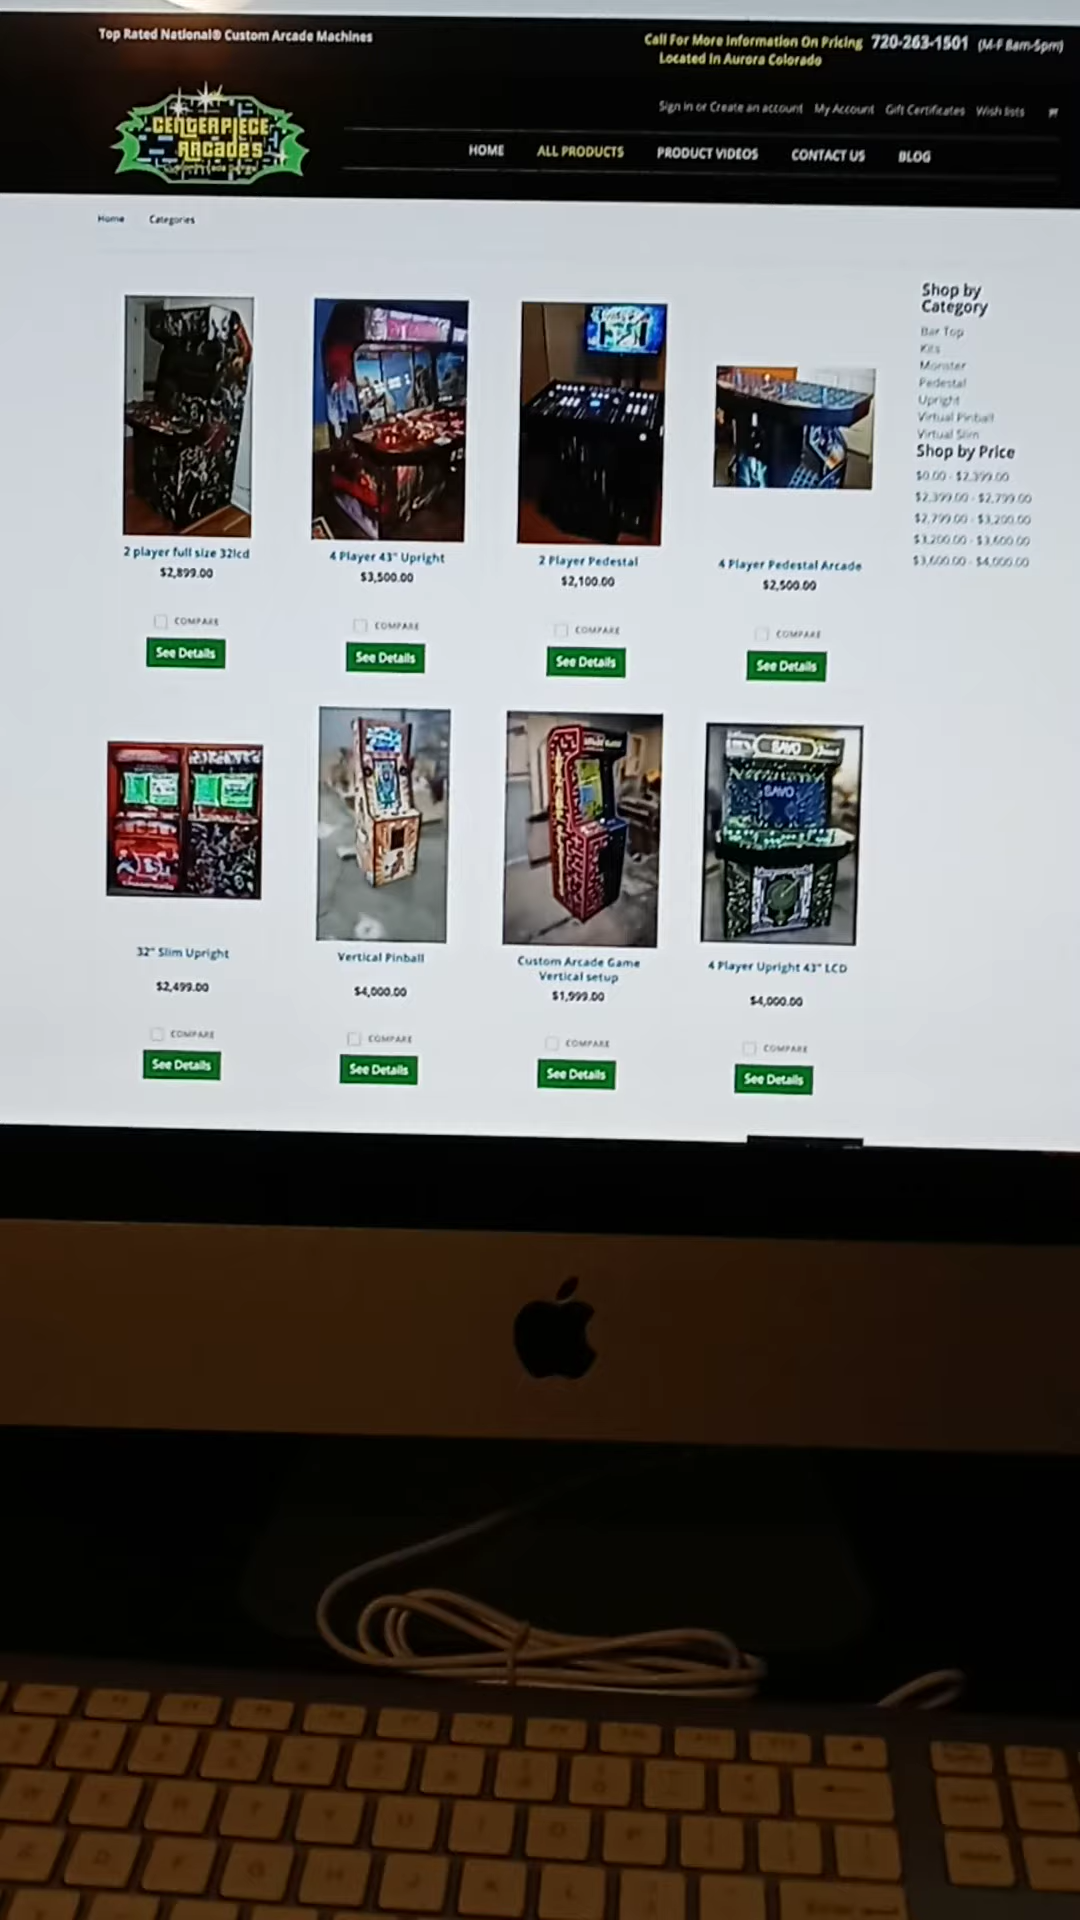 Top Rated National® Custom Arcade Machines
Call For More Information On Pricing 720-263-1501 (M-F 8am-5pm)
Located In Aurora Colorado
Sign in or Create an account My Account Gift Certificates Wish lists
CENTERPIECE
ARCADES
HOME ALL PRODUCTS PRODUCT VIDEOS CONTACT US BLOG
Home Categories
2 player full size 32lcd
$2,899.00
COMPARE
See Details
4 Player 43" Upright
$3,500.00
COMPARE
See Details
2 Player Pedestal
$2,100.00
COMPARE
See Details
4 Player Pedestal Arcade
$2,500.00
COMPARE
See Details
Shop by
Category
Bar Top
Kits
Monster
Pedestal
Upright
Virtual Pinball
Virtual Slim
Shop by Price
$0.00 - $2,399.00
$2,399.00 - $2,799.00
$2,799.00 - $3,200.00
$3,200.00 - $3,600.00
$3,600.00 - $4,000.00
32" Slim Upright
$2,499.00
COMPARE
See Details
Vertical Pinball
$4,000.00
COMPARE
See Details
Custom Arcade Game
Vertical setup
$1,999.00
COMPARE
See Details
SAVO
SAVO
4 Player Upright 43" LCD
$4,000.00
COMPARE
See Details